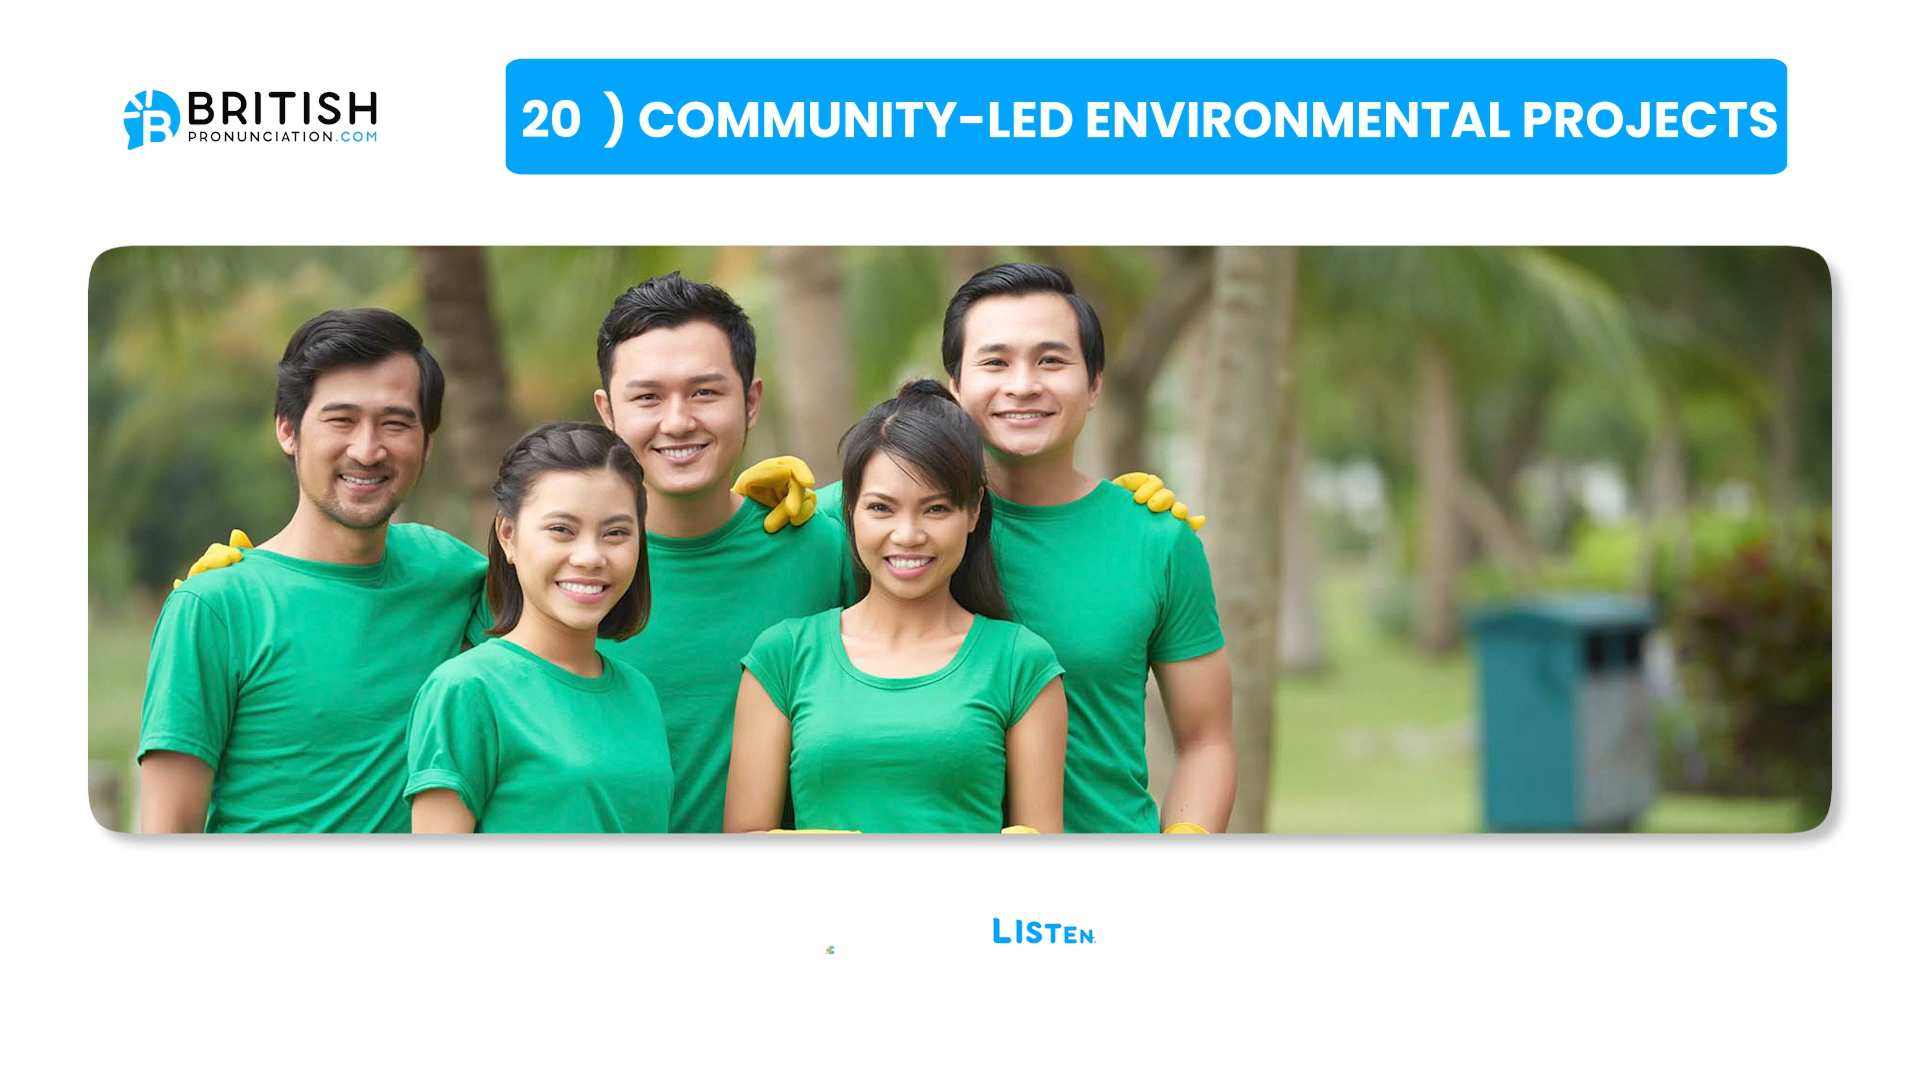 BRITISH
PRONUNCIATION.COM
20 ) COMMUNITY-LED ENVIRONMENTAL PROJECTS
LISTEN